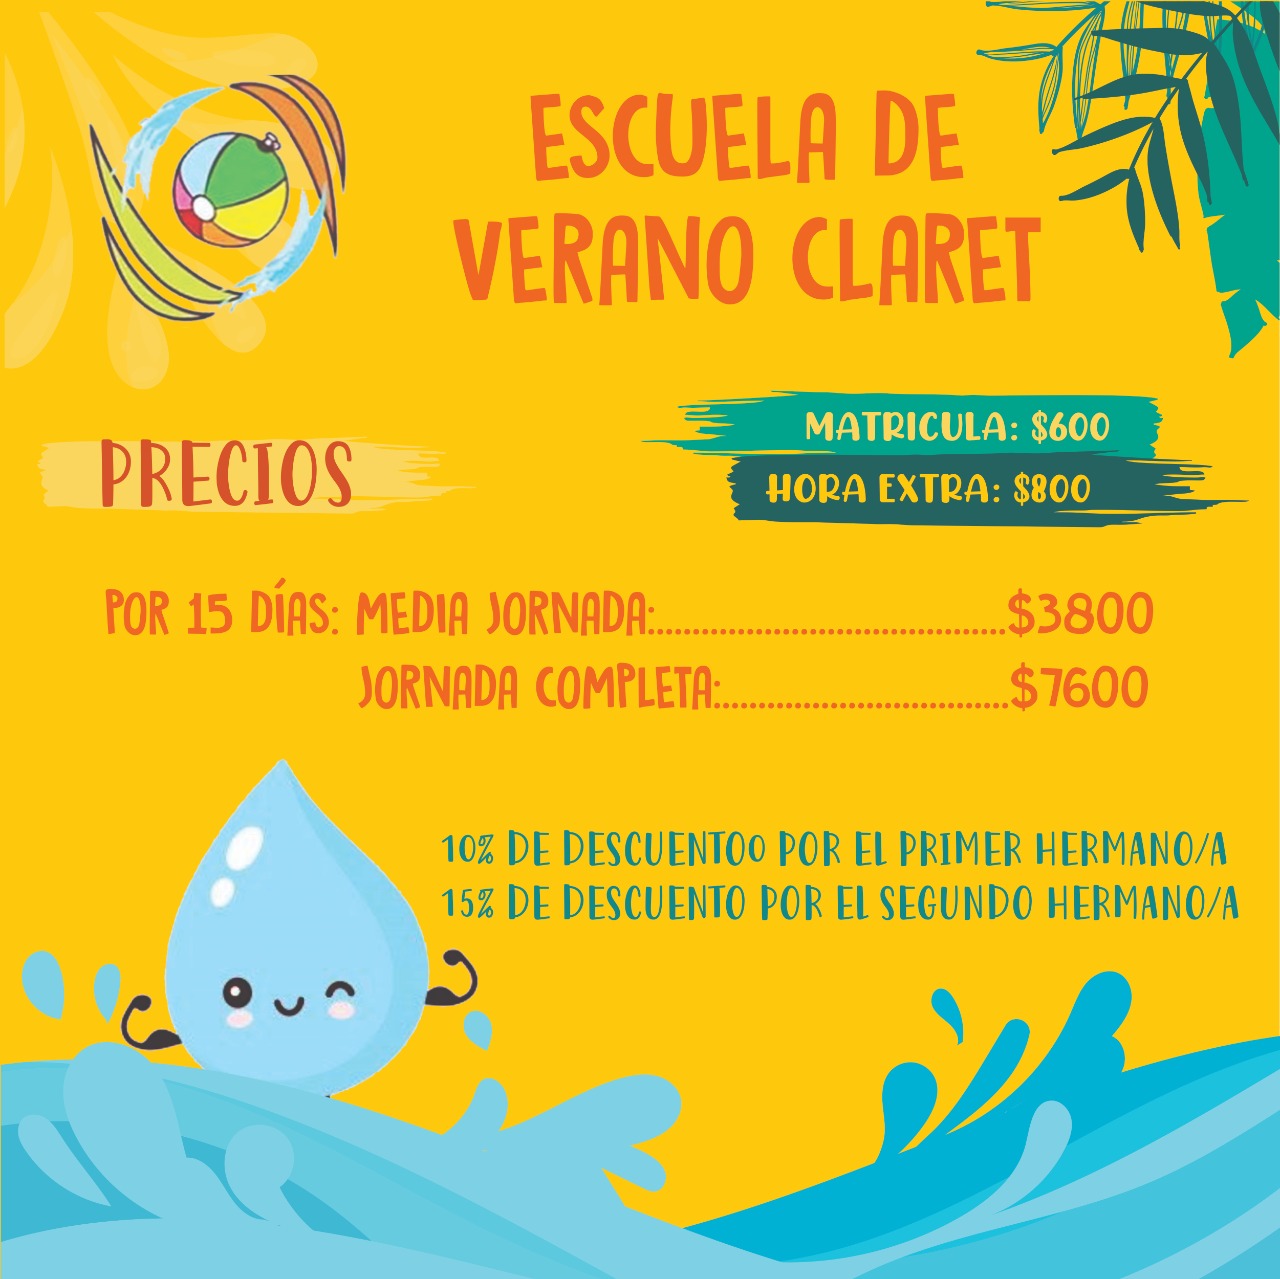 ESCUELA DE
VERANO CLARET
MATRICULA: $600
PRECIOS
HORA EXTRA: $800
POR 15 DÍAS: MEDIA JORNADA:.........................................$3800
JORNADA COMPLETA:.................................$7600
10% DE DESCUENTOO POR EL PRIMER HERMANO/A
15% DE DESCUENTO POR EL SEGUNDO HERMANO/A